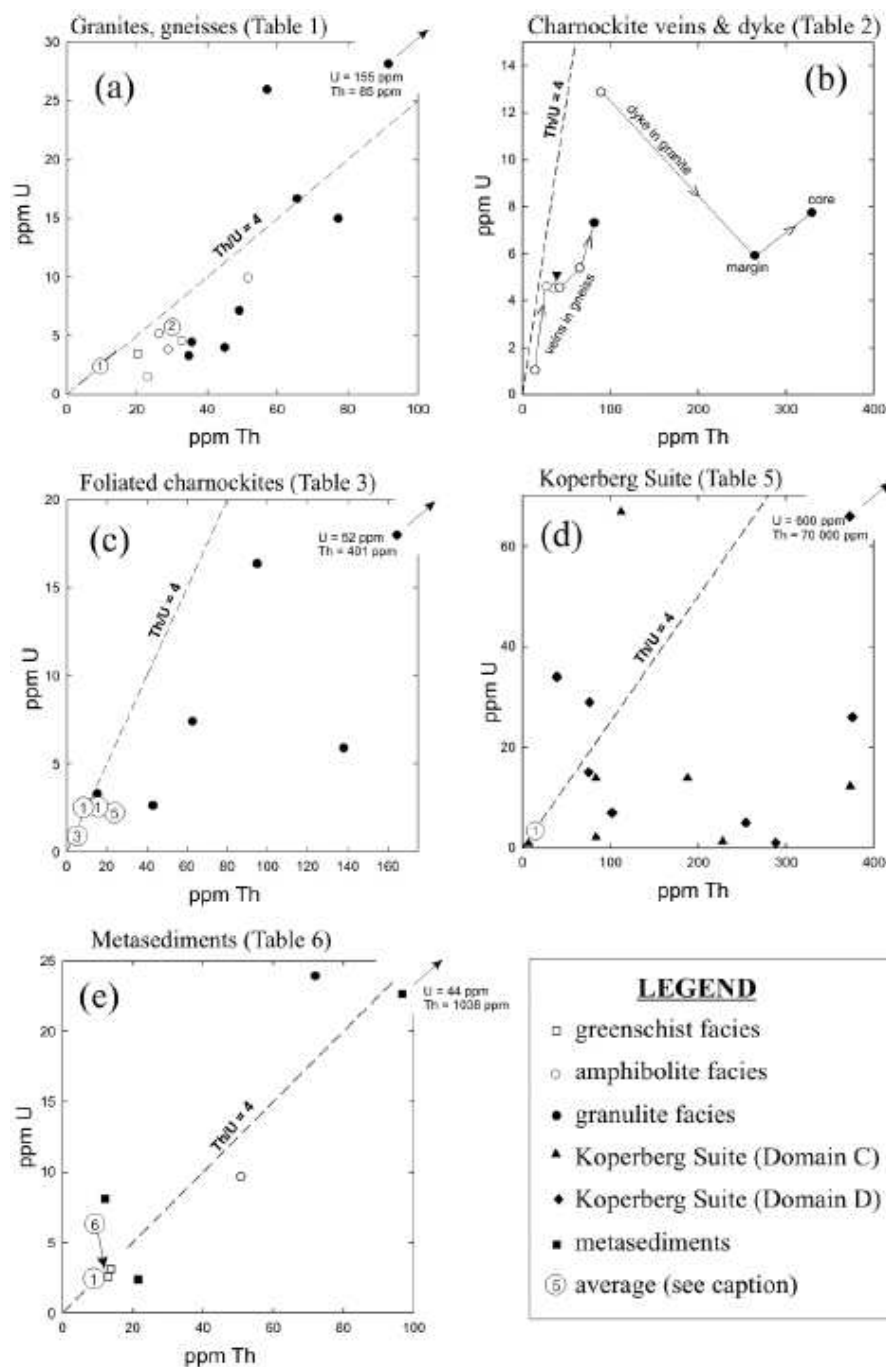 Granites, gneisses (Table 1)
30
25
20
15
10
5
0
ppm U
(a)
U = 155 ppm
Th = 85 ppm
Th/U = 4
1
2
0 20 40 60 80 100
ppm Th
Charnockite veins & dyke (Table 2)
14
12
10
8
6
4
2
0
ppm U
(b)
Th/U = 4
dyke in granite
core
margin
veins in gneiss
0 100 200 300 400
ppm Th
Foliated charnockites (Table 3)
20
15
10
5
0
ppm U
(c)
U = 52 ppm
Th = 401 ppm
Th/U = 4
1
1
5
3
0 20 40 60 80 100 120 140 160
ppm Th
Koperberg Suite (Table 5)
60
40
20
0
ppm U
(d)
U = 600 ppm
Th = 70 000 ppm
Th/U = 4
1
0 100 200 300 400
ppm Th
Metasediments (Table 6)
25
20
15
10
5
0
ppm U
(e)
U = 44 ppm
Th = 1038 ppm
Th/U = 4
6
1
0 20 40 60 80 100
ppm Th
LEGEND
greenschist facies
amphibolite facies
granulite facies
Koperberg Suite (Domain C)
Koperberg Suite (Domain D)
metasediments
5 average (see caption)